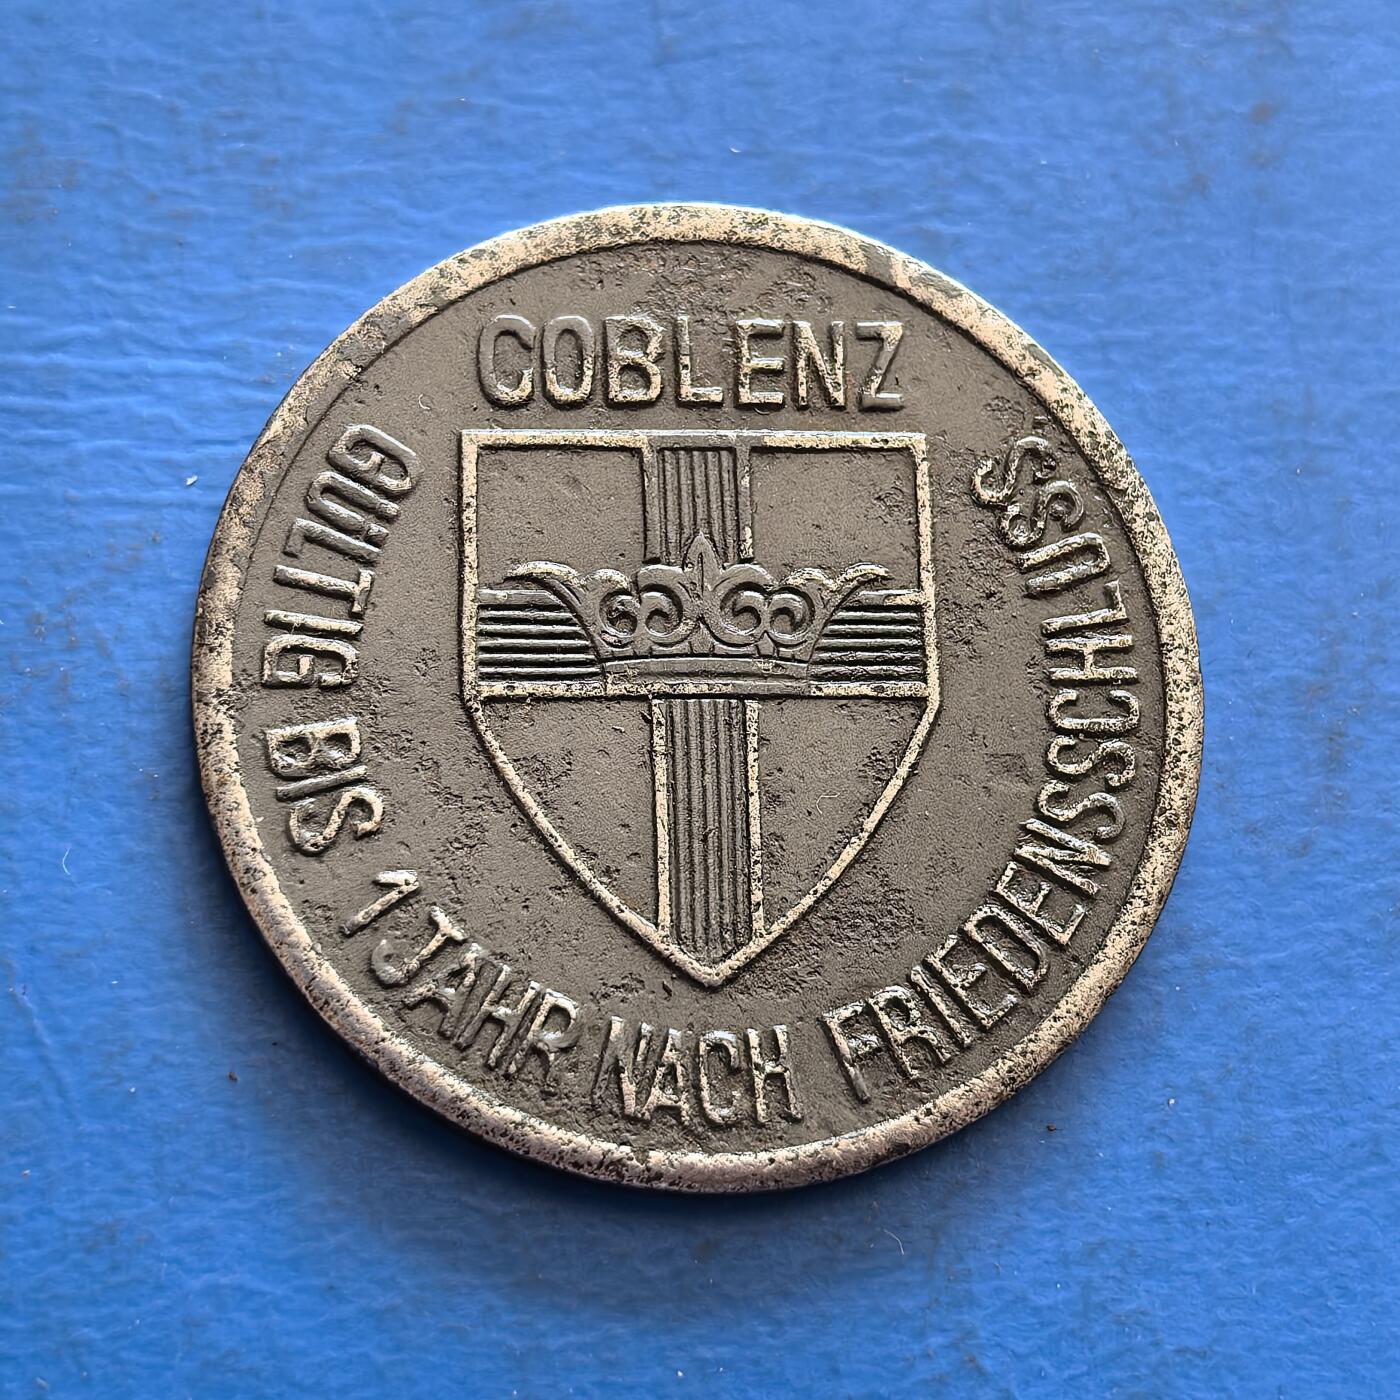 COBLENZ
GÜLTIG BIS 1 JAHR NACH FRIEDENSSCHLUSS